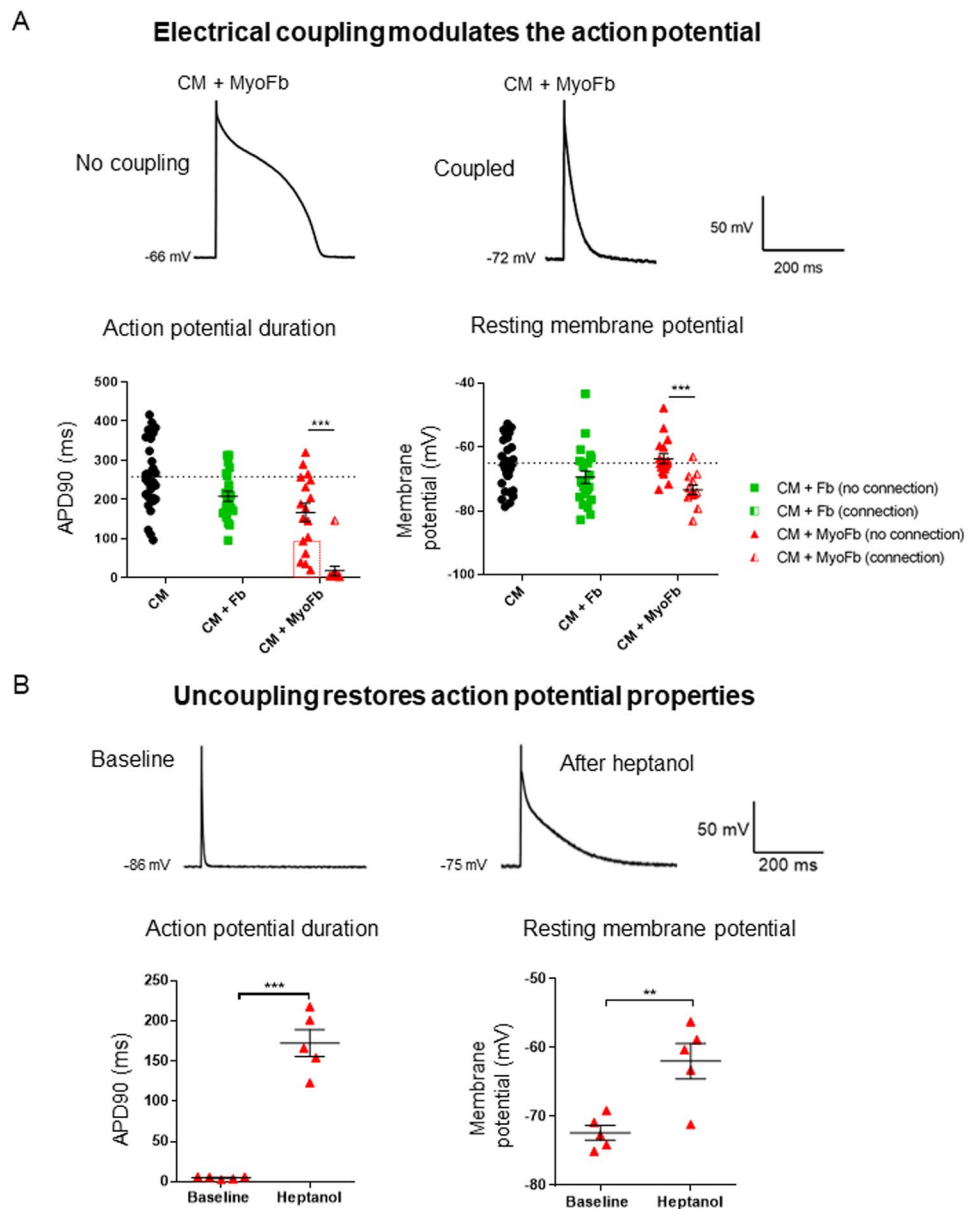 A
Electrical coupling modulates the action potential
CM + MyoFb
CM + MyoFb
No coupling
Coupled
-66 mV
-72 mV
50 mV
200 ms
Action potential duration
Resting membrane potential
APD90 (ms)
500
400
300
200
100
0
***
CM
CM + Fb
CM + MyoFb
Membrane
potential (mV)
-40
-60
-80
-100
***
CM
CM + Fb
CM + MyoFb
CM + Fb (no connection)
CM + Fb (connection)
CM + MyoFb (no connection)
CM + MyoFb (connection)
B
Uncoupling restores action potential properties
Baseline
After heptanol
-86 mV
-75 mV
50 mV
200 ms
Action potential duration
Resting membrane potential
APD90 (ms)
250
200
150
100
50
0
***
Baseline
Heptanol
Membrane
potential (mV)
-50
-60
-70
-80
**
Baseline
Heptanol